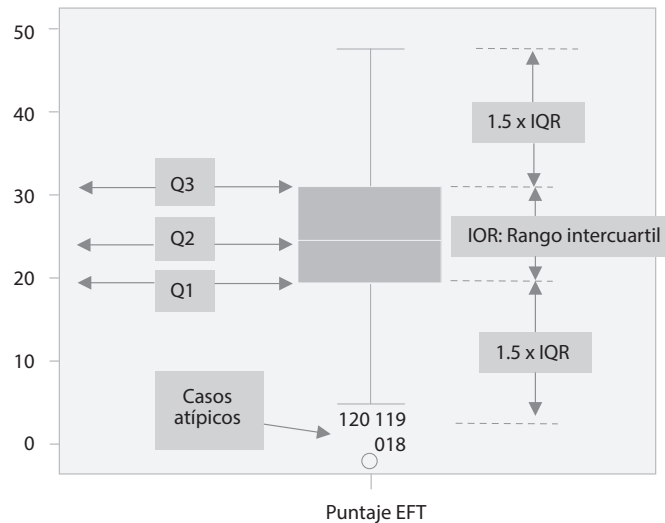 50
40
30
20
10
0
Q3
Q2
Q1
1.5 x IQR
IOR: Rango intercuartil
1.5 x IQR
Casos
atípicos
120 119
018
Puntaje EFT